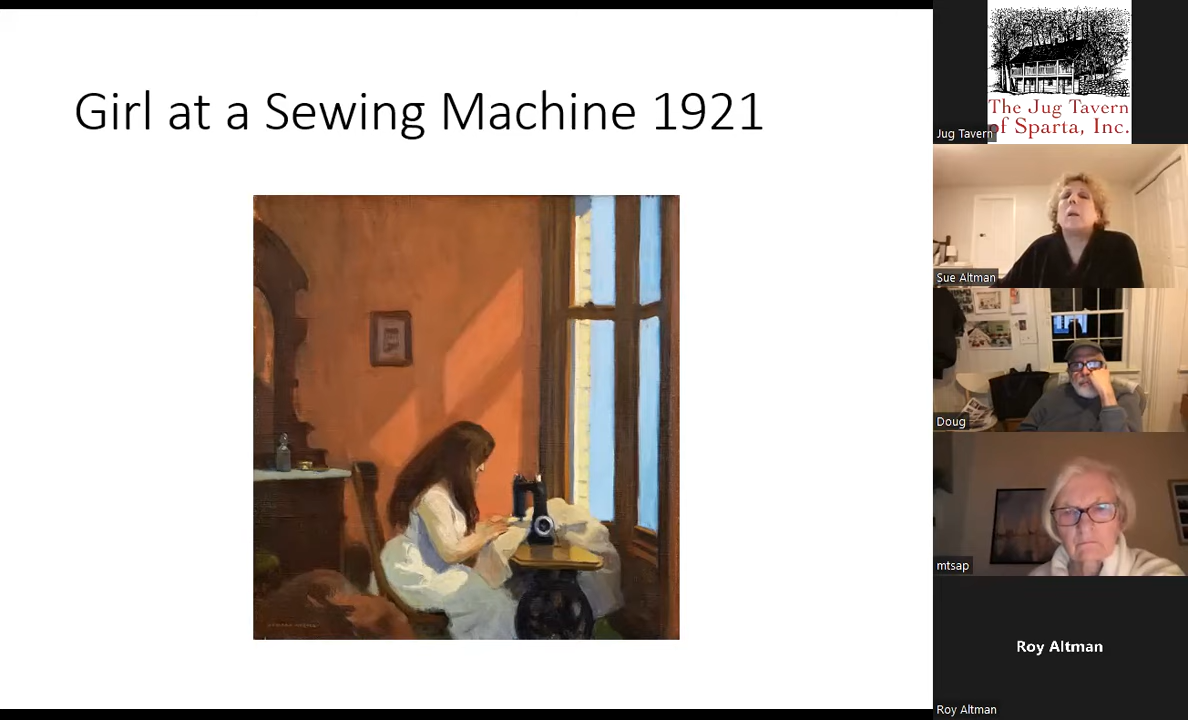 Girl at a Sewing Machine 1921
The Jug Tavern
of Sparta, Inc.
Jug Tavern
Sue Altman
Doug
mtsap
Roy Altman
Roy Altman